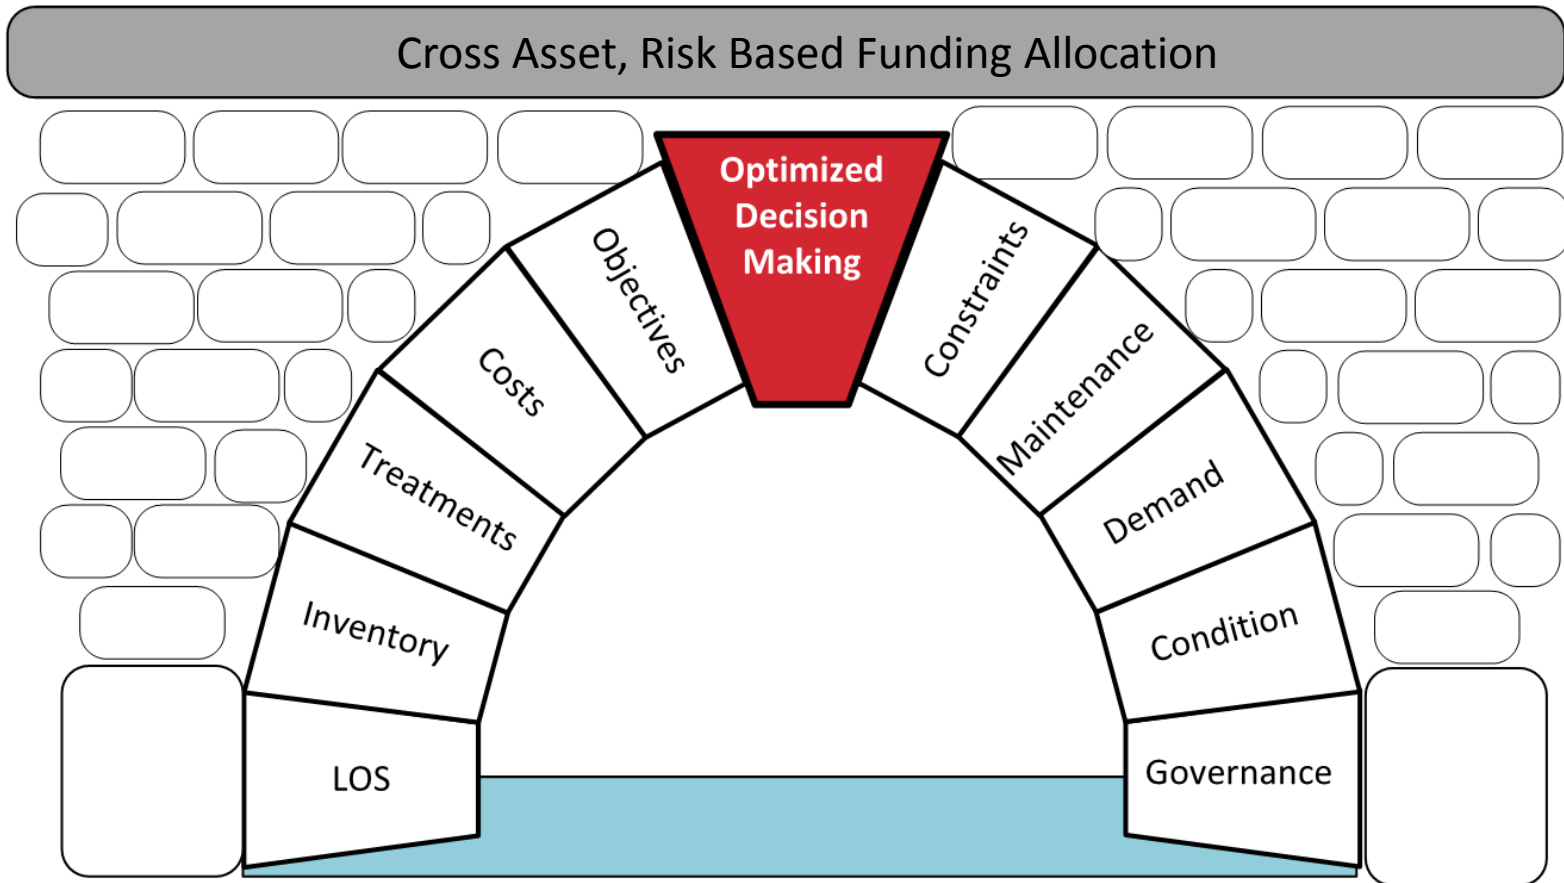 Cross Asset, Risk Based Funding Allocation
Optimized
Decision
Making
Objectives
Constraints
Costs
Maintenance
Treatments
Demand
Inventory
Condition
LOS
Governance